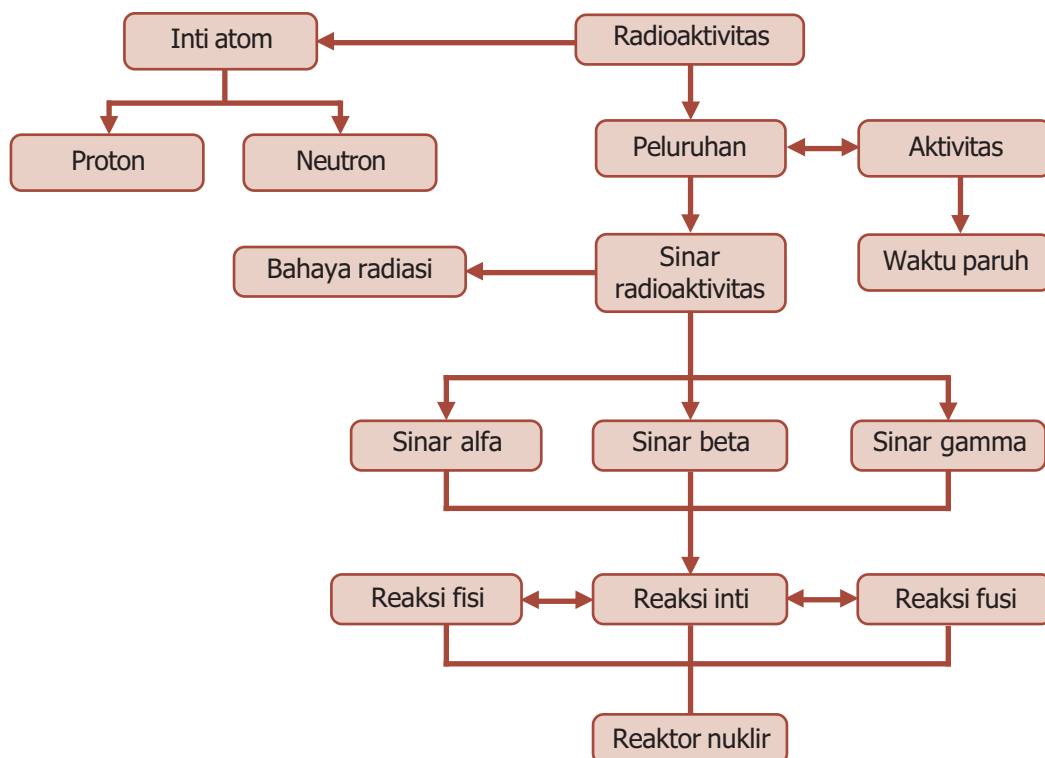 Inti atom
Radioaktivitas
Proton
Neutron
Peluruhan
Aktivitas
Bahaya radiasi
Sinar
radioaktivitas
Waktu paruh
Sinar alfa
Sinar beta
Sinar gamma
Reaksi fisi
Reaksi inti
Reaksi fusi
Reaktor nuklir